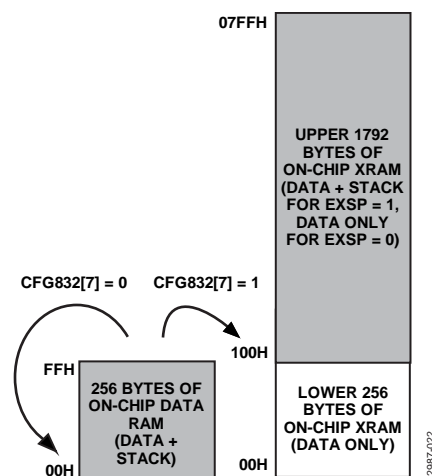 07FFH
UPPER 1792
BYTES OF
ON-CHIP XRAM
(DATA + STACK
FOR EXSP = 1,
DATA ONLY
FOR EXSP = 0)
CFG832[7] = 0
CFG832[7] = 1
100H
FFH
256 BYTES OF
ON-CHIP DATA
RAM
(DATA +
STACK)
00H
LOWER 256
BYTES OF
ON-CHIP XRAM
(DATA ONLY)
00H
2987-022